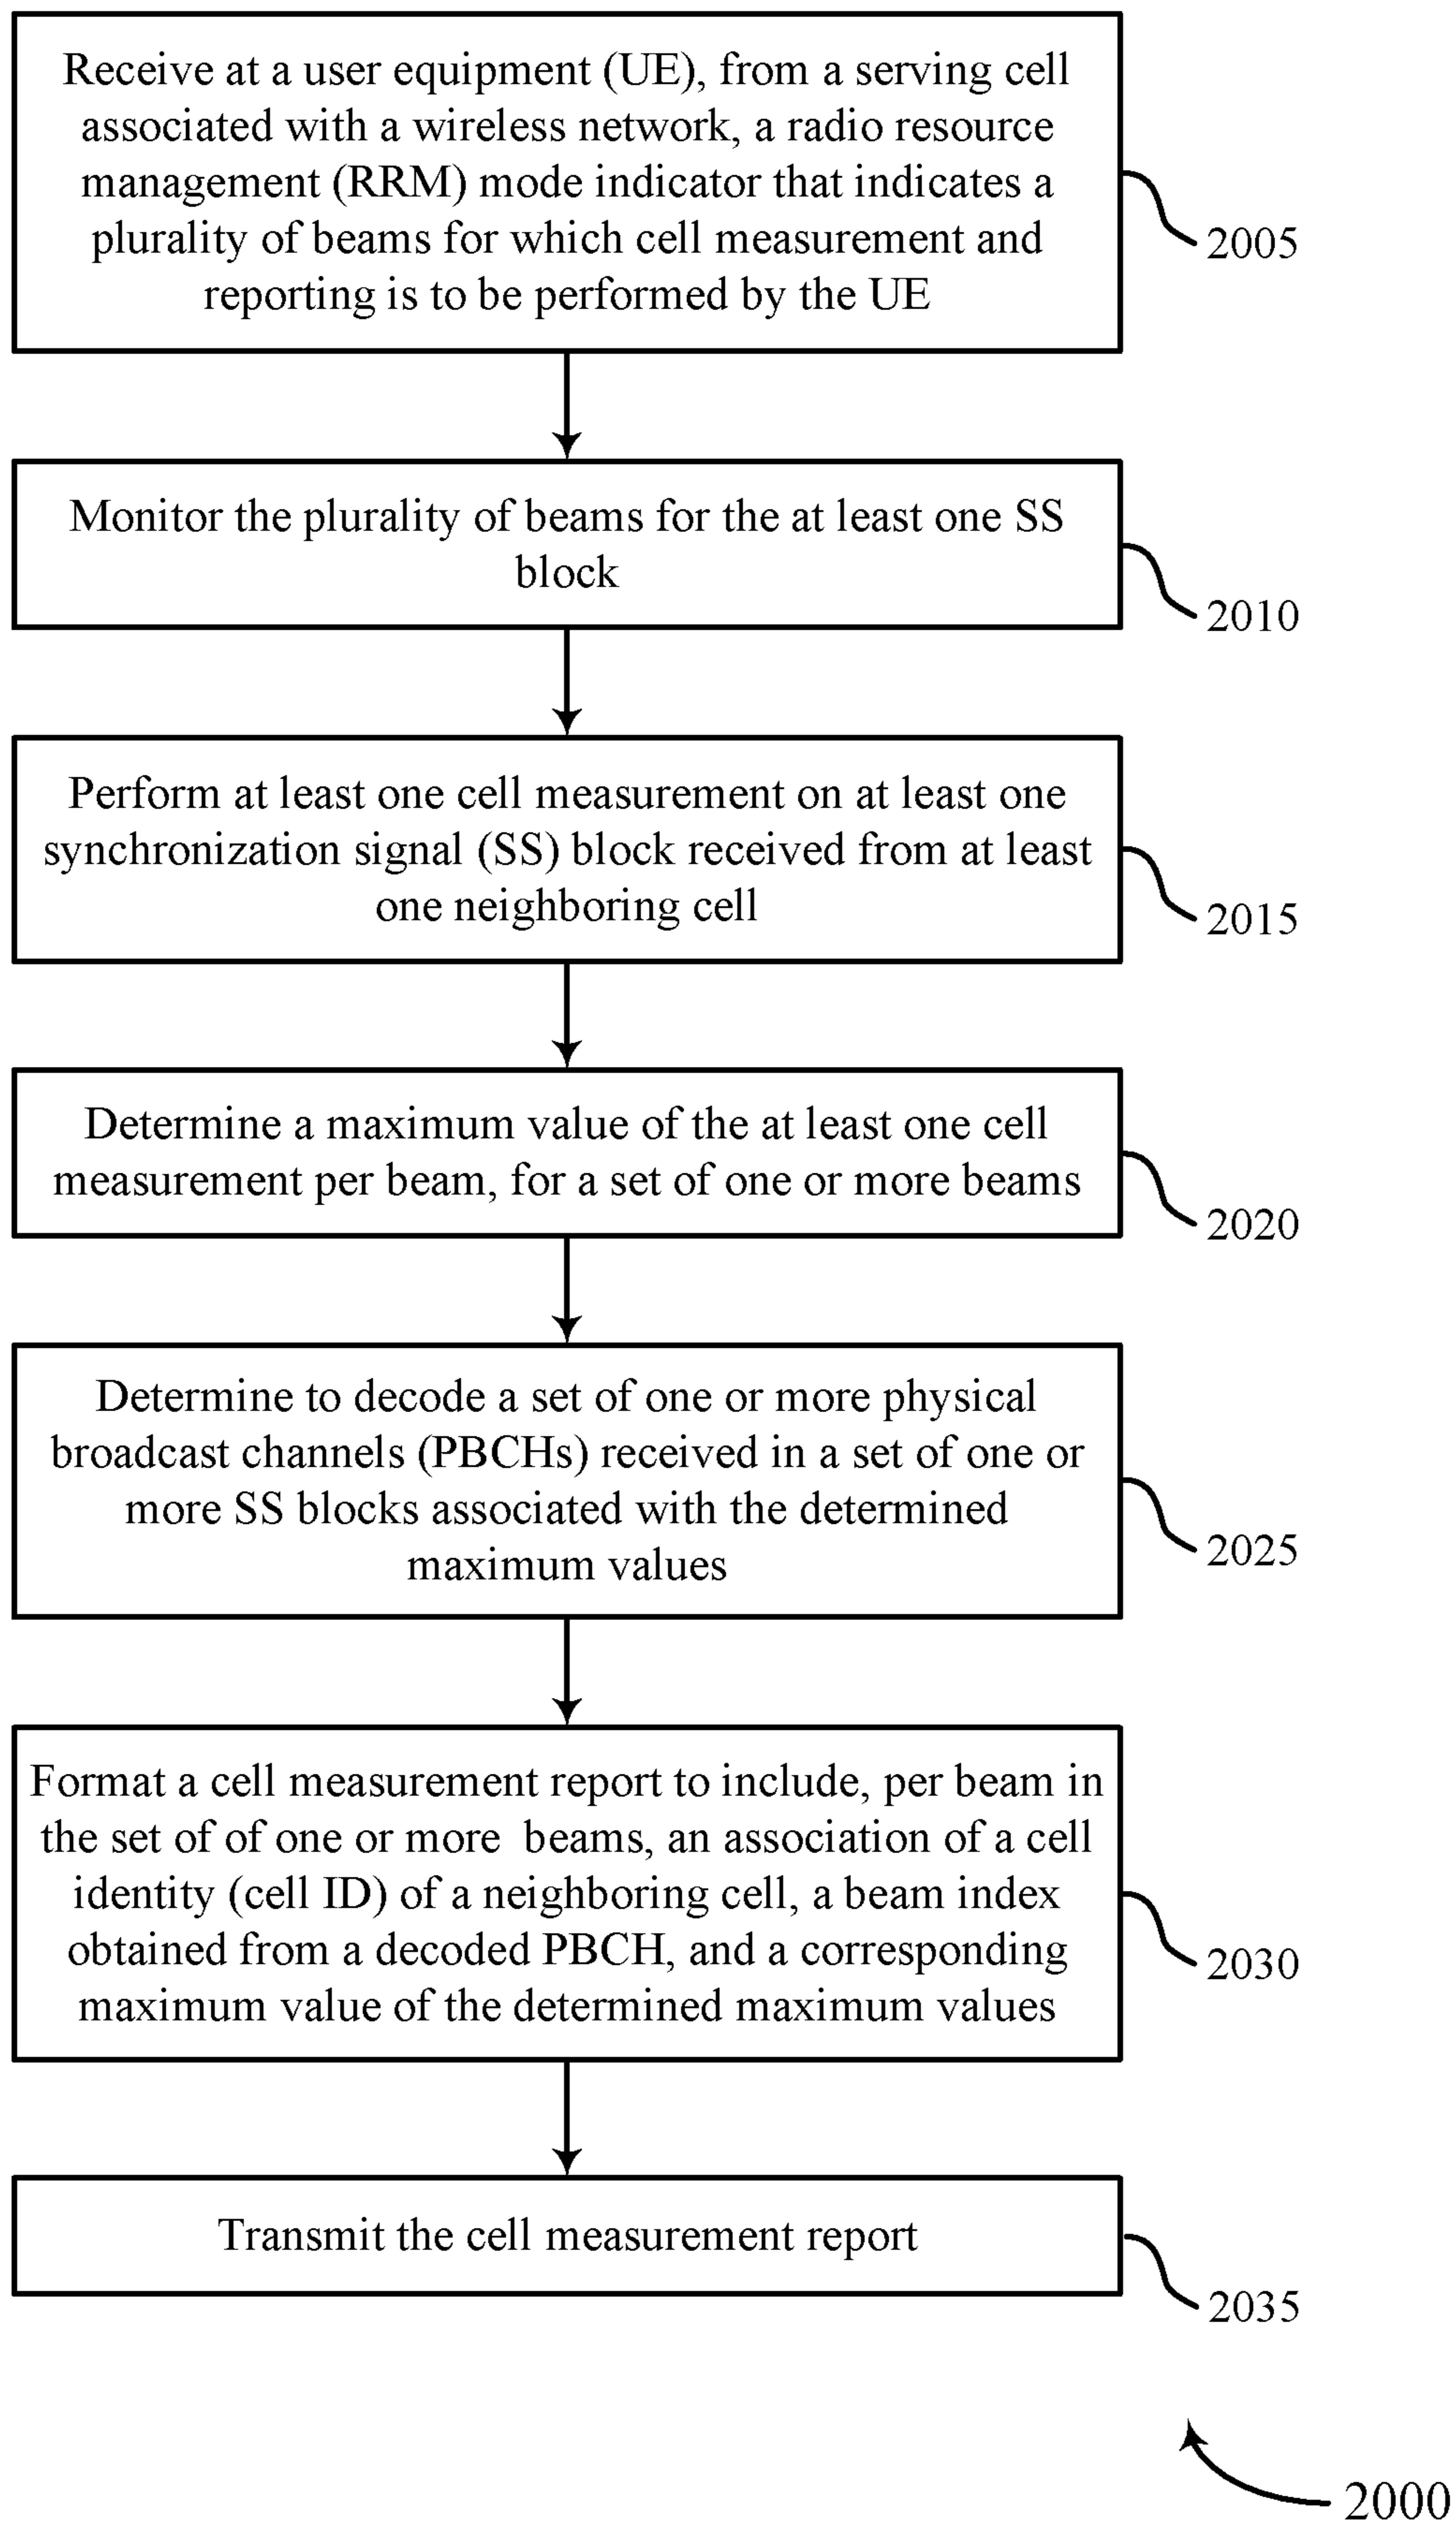 Receive at a user equipment (UE), from a serving cell
associated with a wireless network, a radio resource
management (RRM) mode indicator that indicates a
plurality of beams for which cell measurement and
reporting is to be performed by the UE
2005
Monitor the plurality of beams for the at least one SS
block
2010
Perform at least one cell measurement on at least one
synchronization signal (SS) block received from at least
one neighboring cell
2015
Determine a maximum value of the at least one cell
measurement per beam, for a set of one or more beams
2020
Determine to decode a set of one or more physical
broadcast channels (PBCHs) received in a set of one or
more SS blocks associated with the determined
maximum values
2025
Format a cell measurement report to include, per beam in
the set of of one or more beams, an association of a cell
identity (cell ID) of a neighboring cell, a beam index
obtained from a decoded PBCH, and a corresponding
maximum value of the determined maximum values
2030
Transmit the cell measurement report
2035
2000